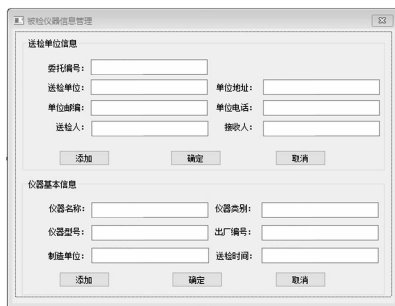 被检仪器信息管理
送检单位信息
委托编号：
送检单位： 单位地址：
单位邮编： 单位电话：
送检人： 接收人：
添加 确定 取消
仪器基本信息
仪器名称： 仪器类别：
仪器型号： 出厂编号：
制造单位： 送检时间：
添加 确定 取消